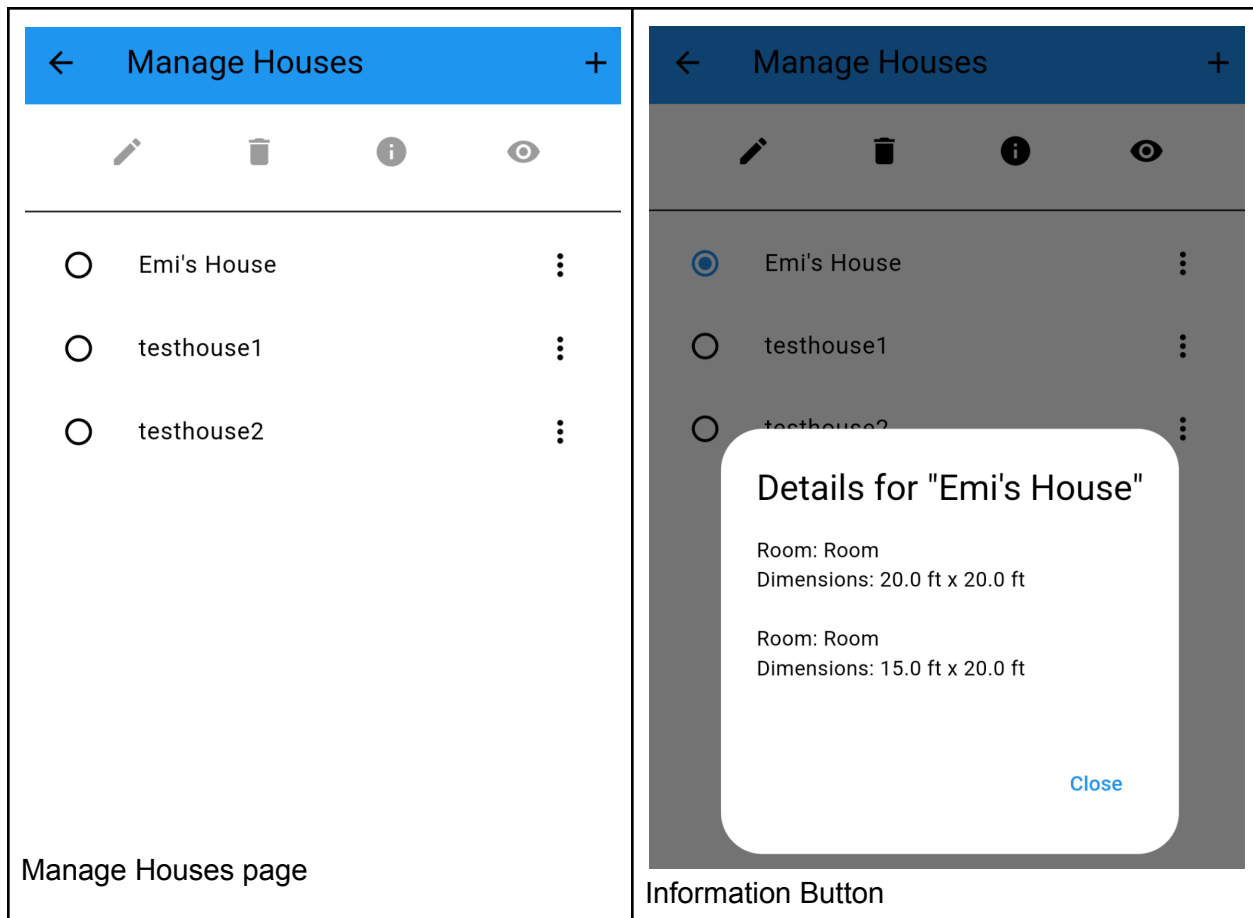 Manage Houses
Emi's House
testhouse1
testhouse2
Manage Houses page
Manage Houses
Emi's House
testhouse1
testhouse2
Details for "Emi's House"
Room: Room
Dimensions: 20.0 ft x 20.0 ft
Room: Room
Dimensions: 15.0 ft x 20.0 ft
Close
Information Button